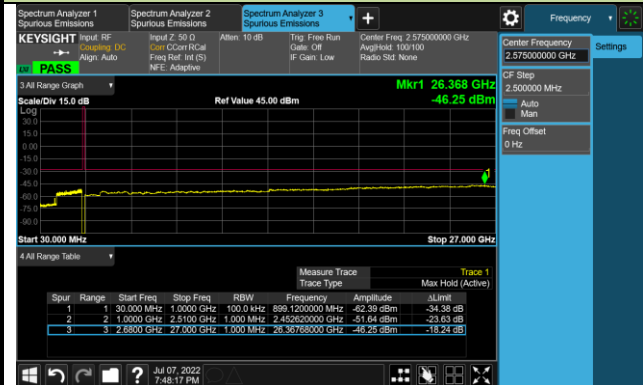 Spectrum Analyzer 1
Spurious Emissions
Spectrum Analyzer 2
Spurious Emissions
Spectrum Analyzer 3
Spurious Emissions
Frequency
KEYSIGHT
PASS
Input: RF
Coupling: DC
Align: Auto
Input Z: 50 Ω
Corr CCorr RCal
Freq Ref: Int (S)
NFE: Adaptive
Atten: 10 dB
Trig: Free Run
Gate: Off
IF Gain: Low
Center Freq: 2.575000000 GHz
Avg|Hold: 100/100
Radio Std: None
Center Frequency
2.575000000 GHz
Settings
CF Step
2.500000 MHz
Auto
Man
Freq Offset
0 Hz
3 All Range Graph
Mkr1 26.368 GHz
Scale/Div 15.0 dB
Ref Value 45.00 dBm
-46.25 dBm
Log
30.0
15.0
0.00
-15.0
-30.0
-45.0
-60.0
-75.0
-90.0
1
Start 30.000 MHz
Stop 27.000 GHz
4 All Range Table
Measure Trace Trace 1
Trace Type Max Hold (Active)
Spur Range Start Freq Stop Freq RBW Frequency Amplitude ΔLimit
1 1 30.000 MHz 1.0000 GHz 100.0 kHz 899.1200000 MHz -62.39 dBm -34.38 dB
2 2 1.0000 GHz 2.5100 GHz 1.000 MHz 2.452620000 GHz -51.64 dBm -23.63 dB
3 3 2.6800 GHz 27.000 GHz 1.000 MHz 26.36768000 GHz -46.25 dBm -18.24 dB
Jul 07, 2022
7:48:17 PM